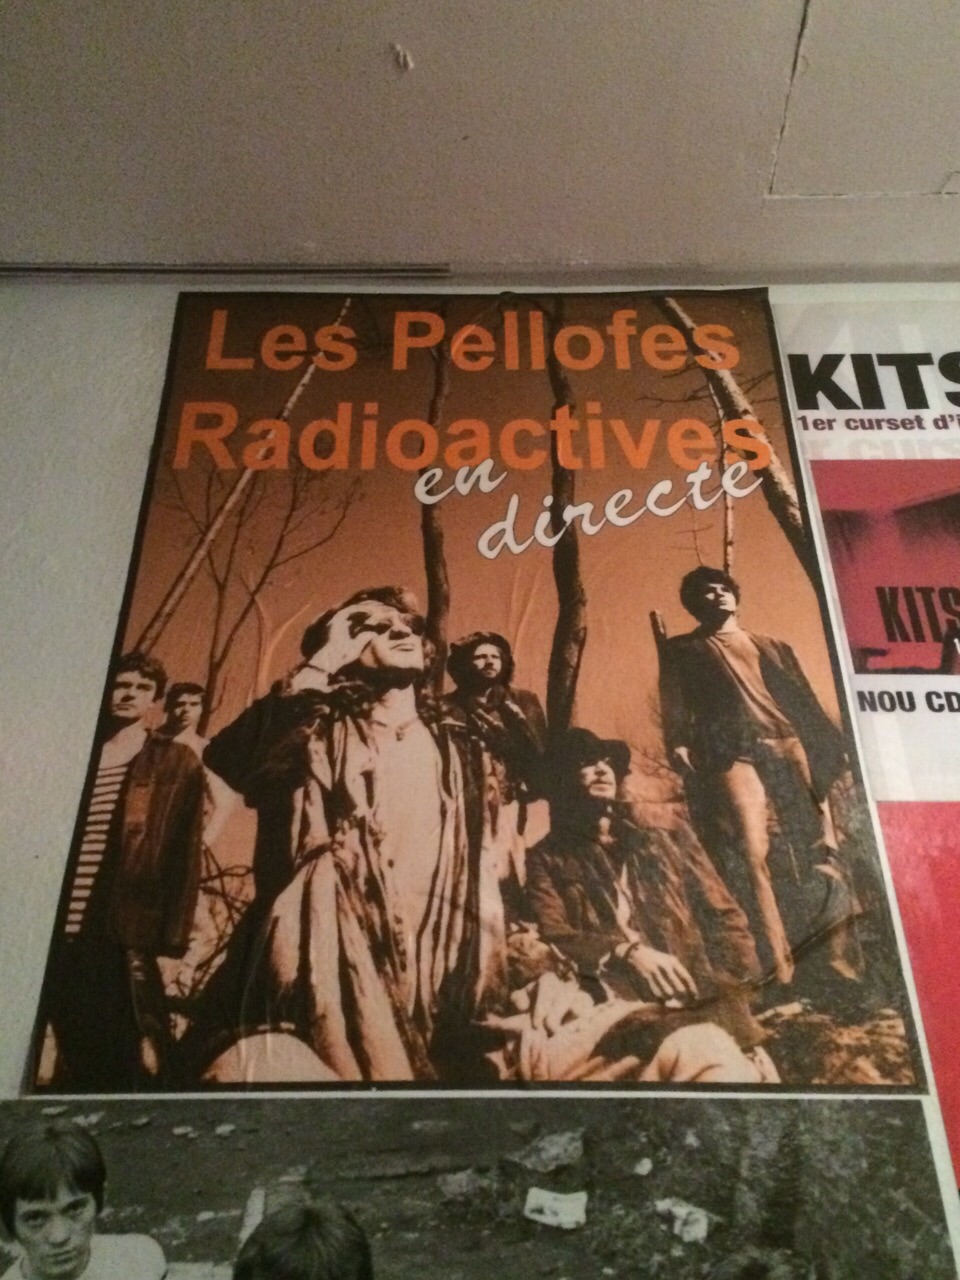 Les Pellofes
Radioactives
en
directe
KITS
1er curset d'i
KITS
NOU CD